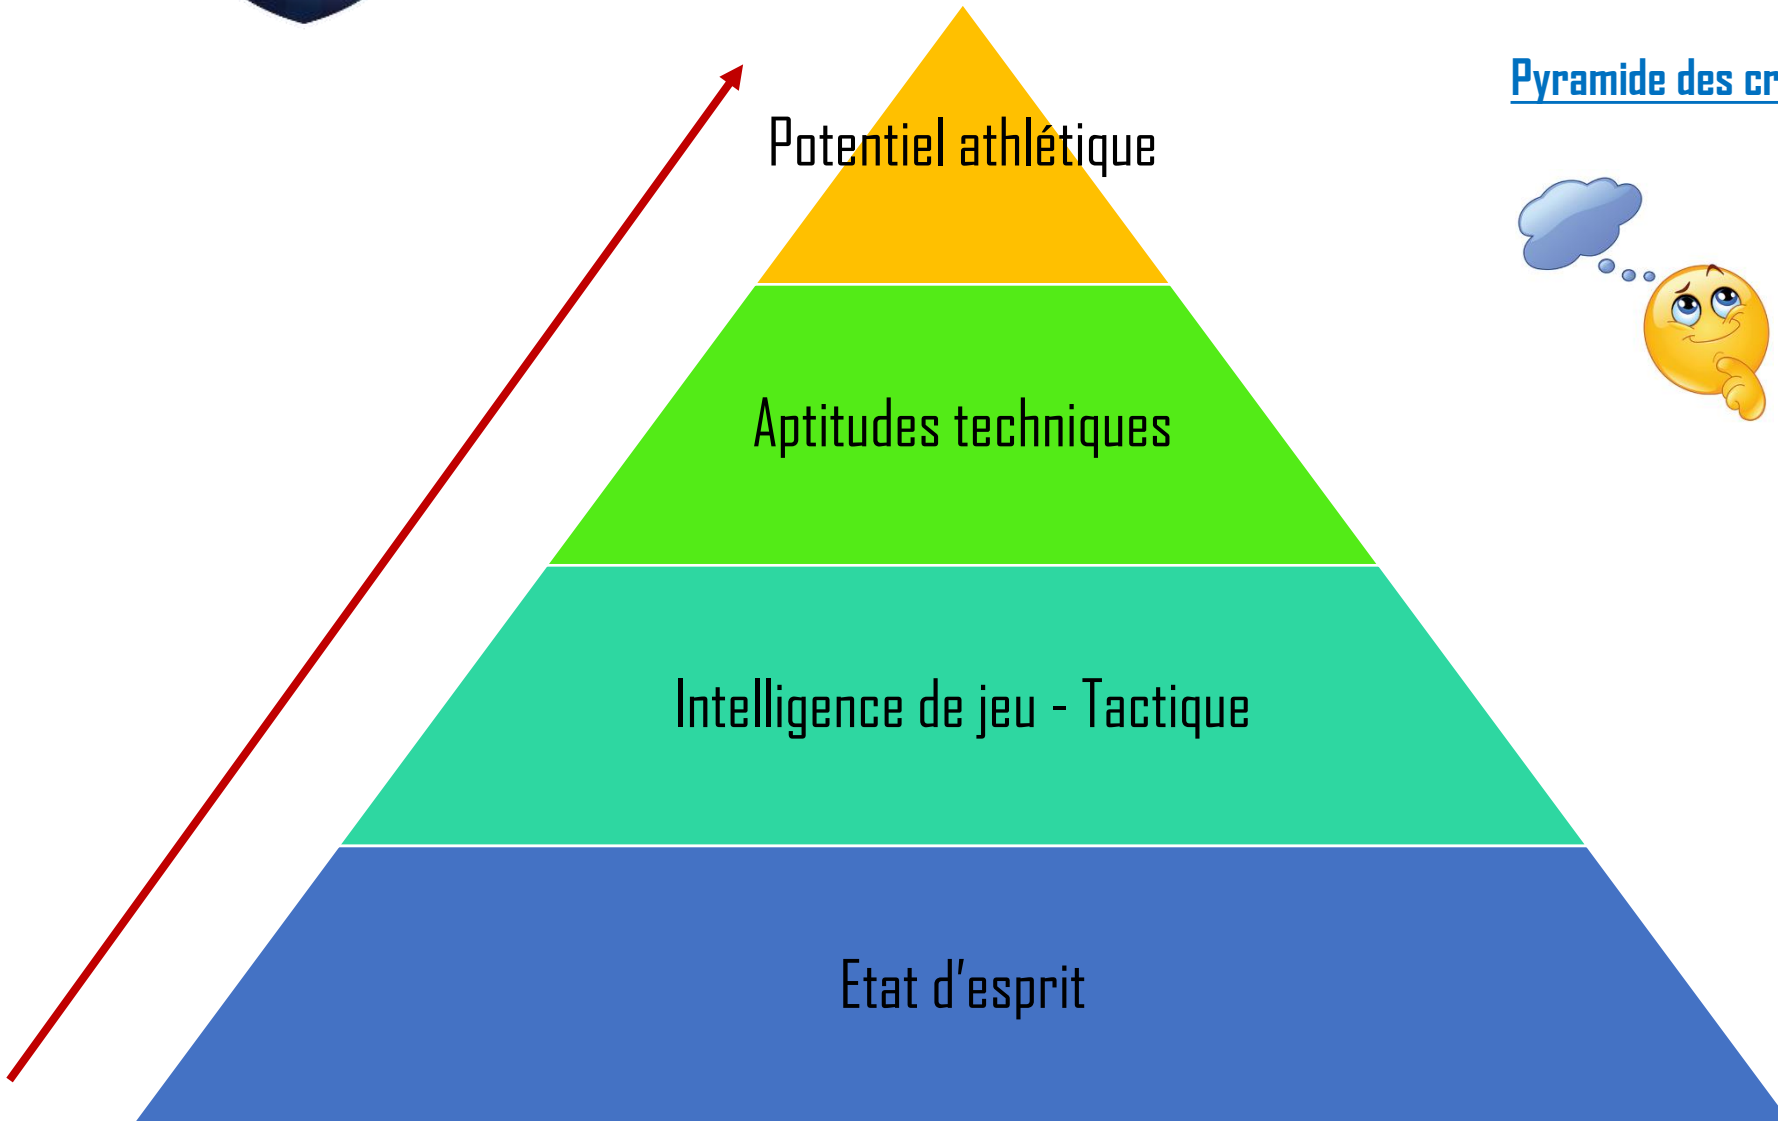 Pyramide des cr
Potentiel athlétique
Aptitudes techniques
Intelligence de jeu - Tactique
Etat d'esprit